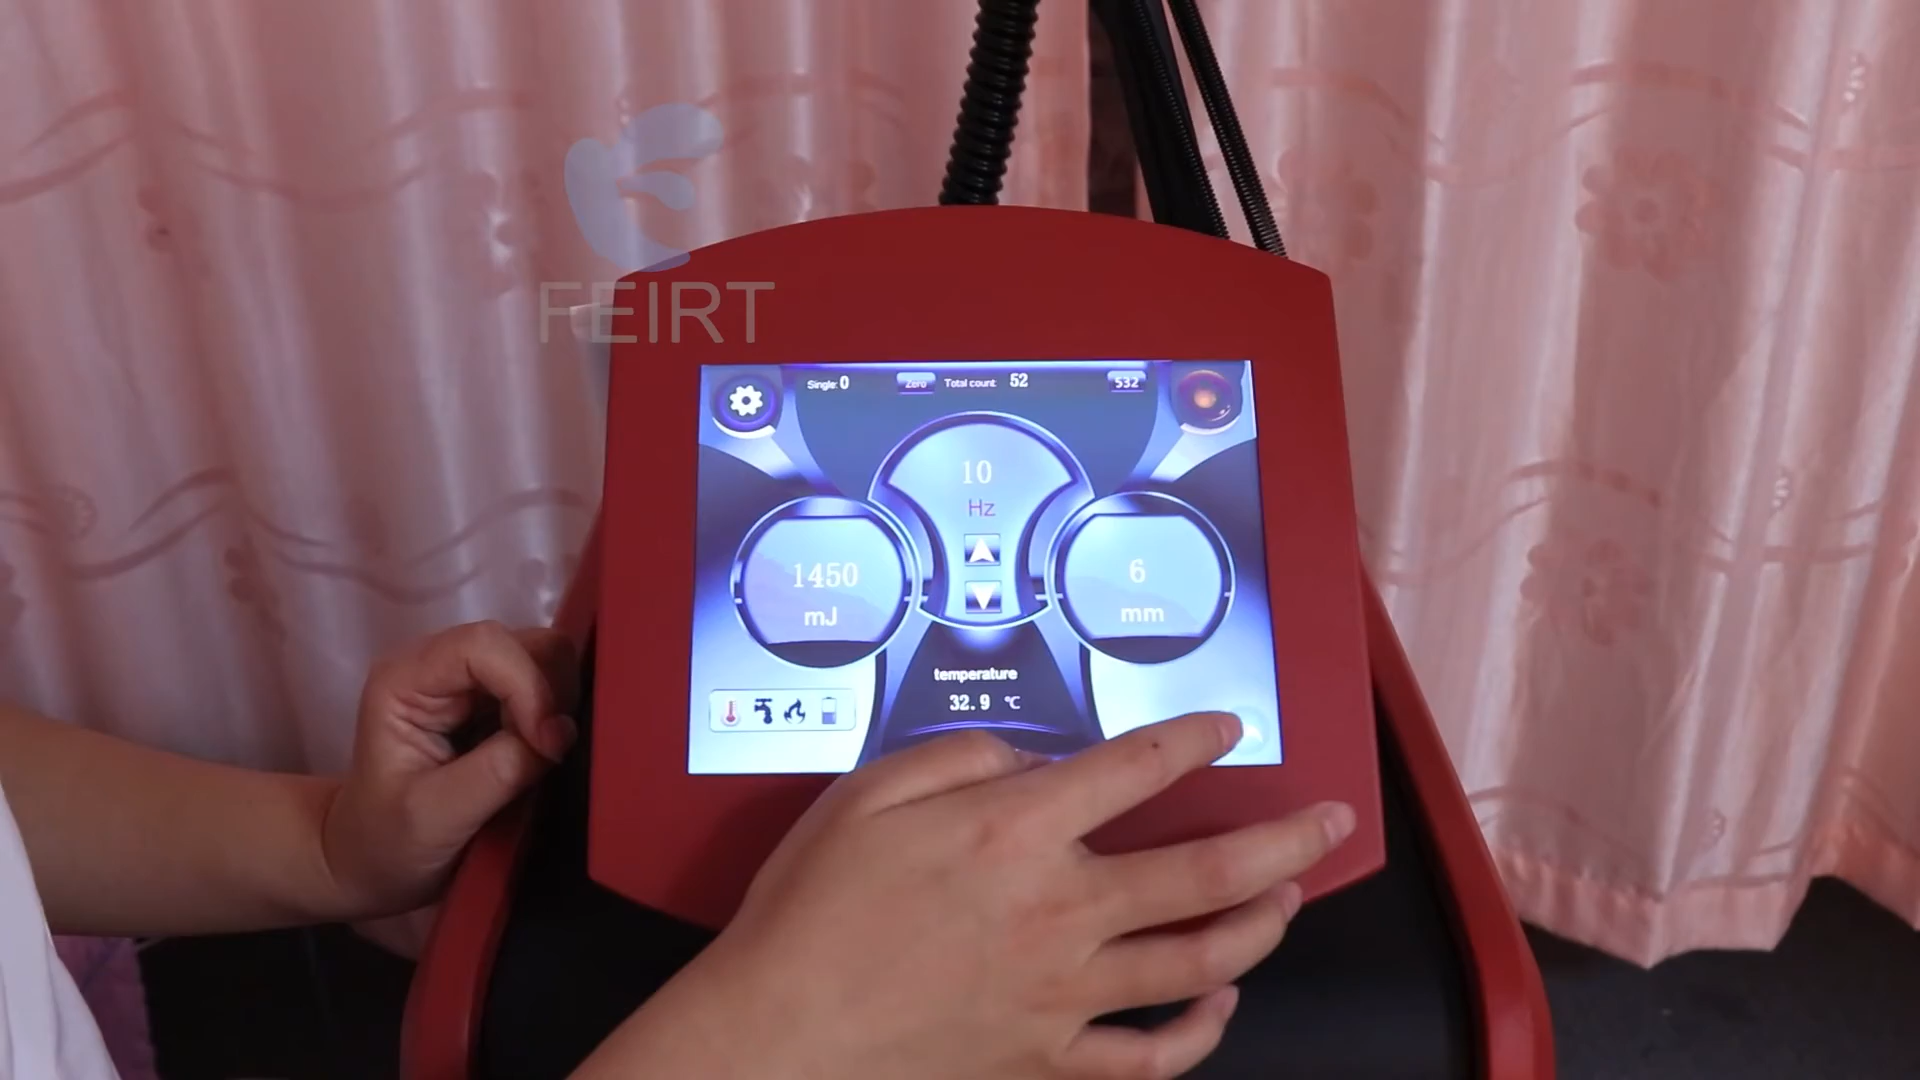 FEIRT
Single: 0
Zero
Total count 52
532
10
Hz
1450
mJ
6
mm
temperature
32.9 ℃